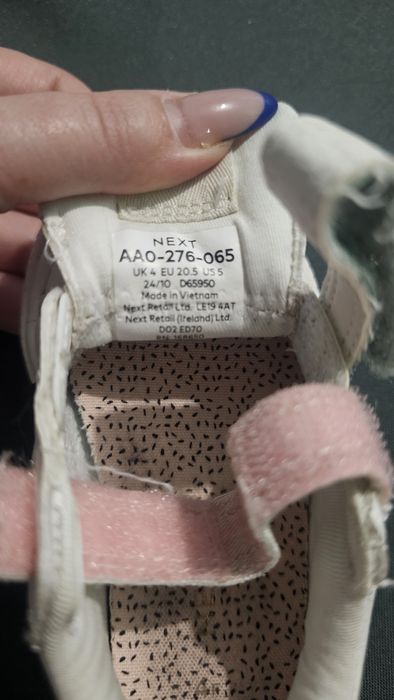 NEXT
AA0-276-065
UK 4 EU 20.5 US 5
24/10 D65950
Made in Vietnam
Next Retail Ltd. LE19 4AT
Next Retail (Ireland) Ltd.
D02 ED70